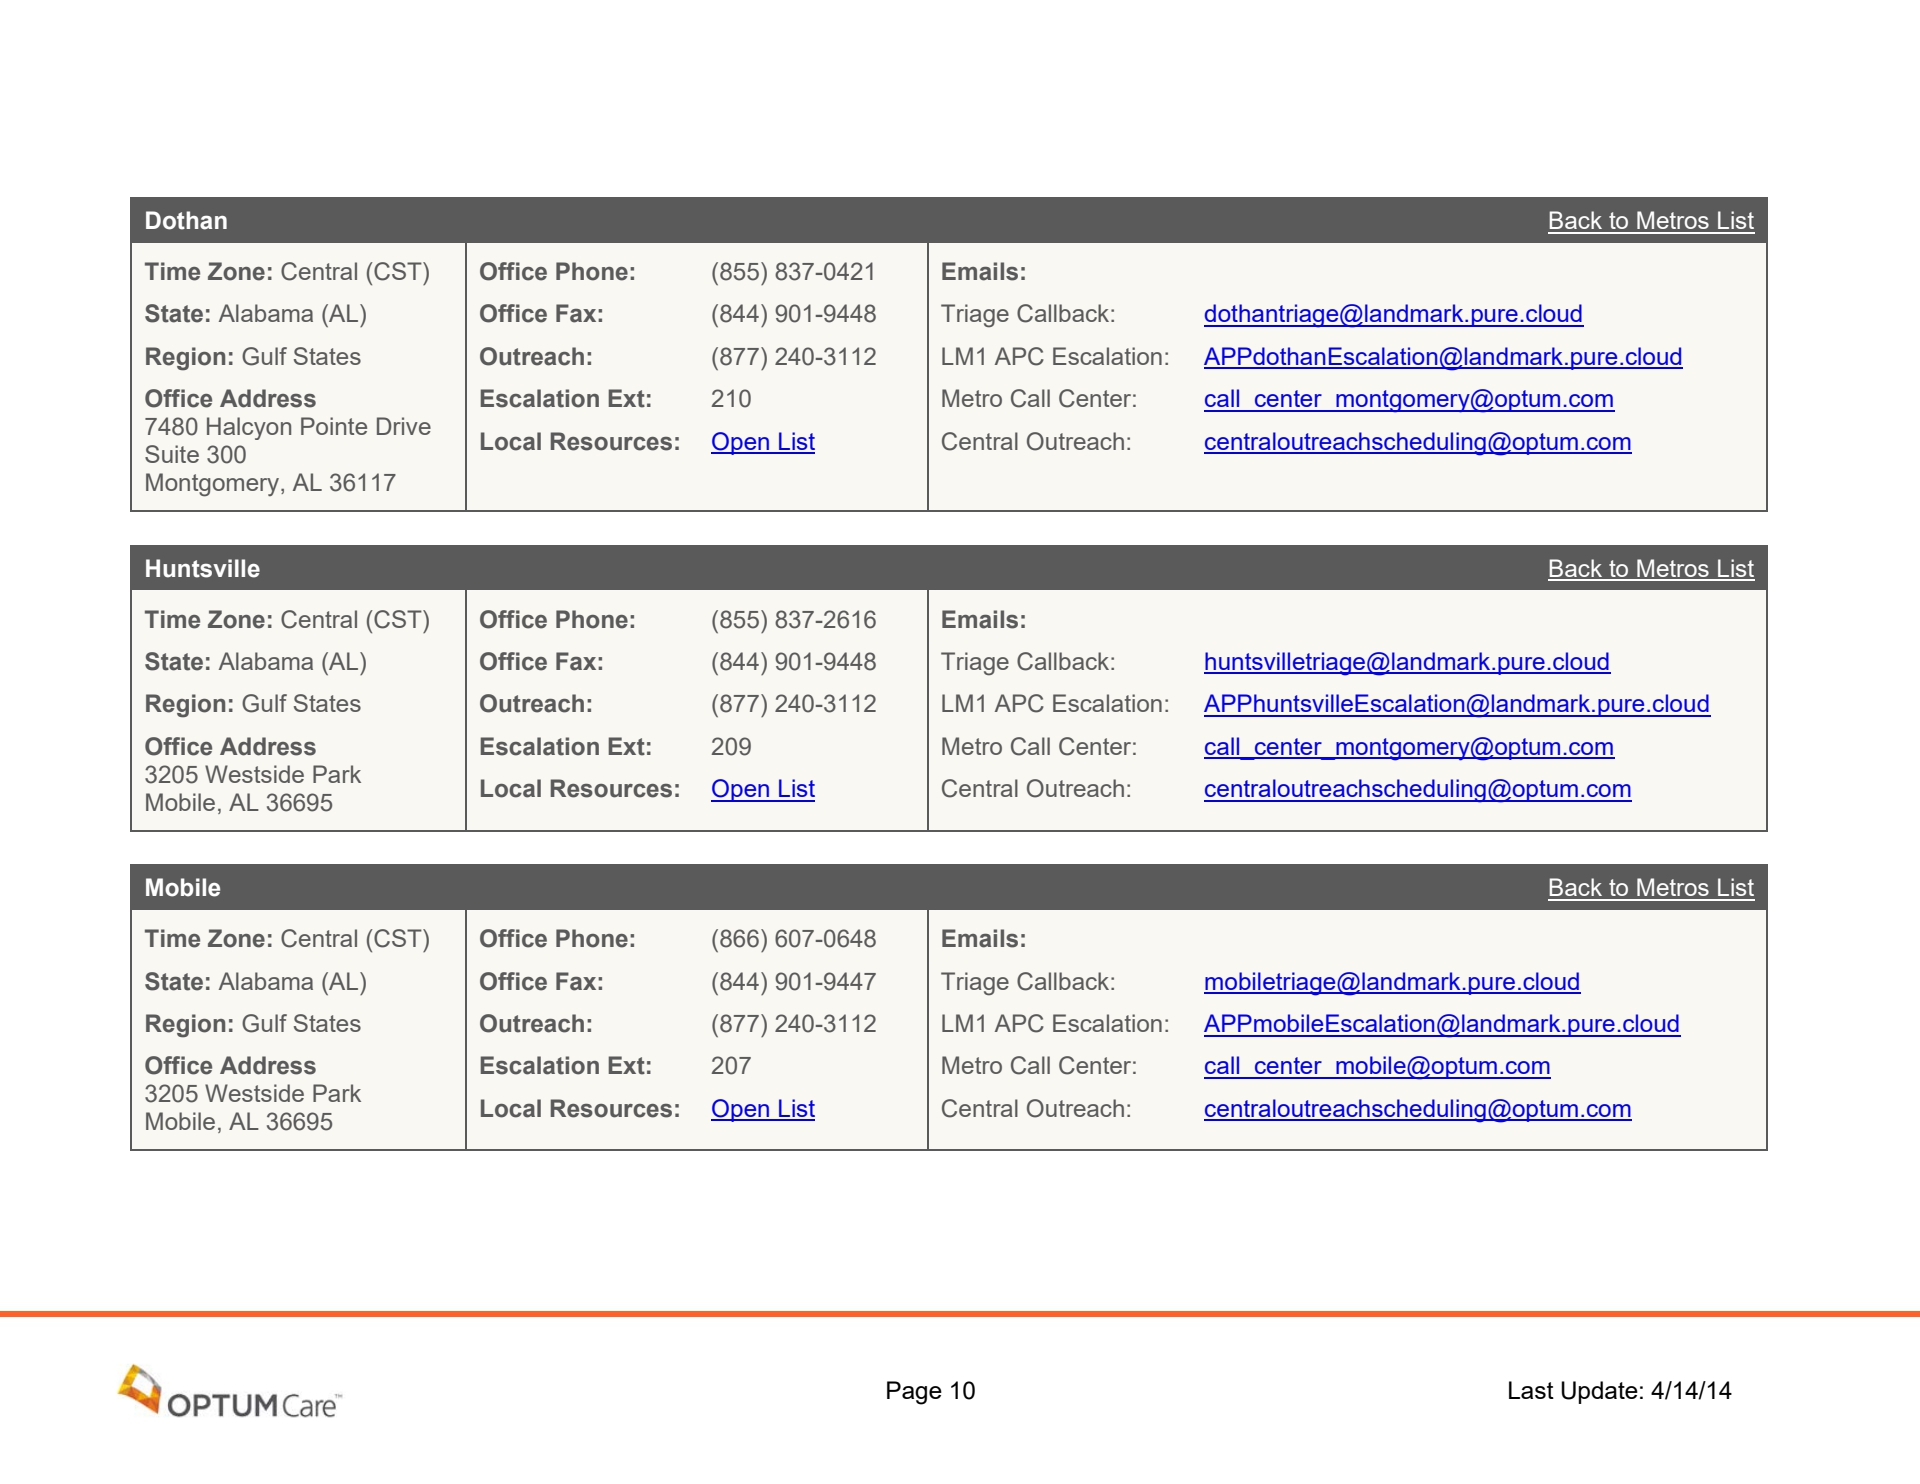 Dothan Back to Metros List
Time Zone: Central (CST)
State: Alabama (AL)
Region: Gulf States
Office Address
7480 Halcyon Pointe Drive
Suite 300
Montgomery, AL 36117
Office Phone: (855) 837-0421
Office Fax: (844) 901-9448
Outreach: (877) 240-3112
Escalation Ext: 210
Local Resources: Open List
Emails:
Triage Callback: dothantriage@landmark.pure.cloud
LM1 APC Escalation: APPdothanEscalation@landmark.pure.cloud
Metro Call Center: call_center_montgomery@optum.com
Central Outreach: centraloutreachscheduling@optum.com
Huntsville Back to Metros List
Time Zone: Central (CST)
State: Alabama (AL)
Region: Gulf States
Office Address
3205 Westside Park
Mobile, AL 36695
Office Phone: (855) 837-2616
Office Fax: (844) 901-9448
Outreach: (877) 240-3112
Escalation Ext: 209
Local Resources: Open List
Emails:
Triage Callback: huntsvilletriage@landmark.pure.cloud
LM1 APC Escalation: APPhuntsvilleEscalation@landmark.pure.cloud
Metro Call Center: call_center_montgomery@optum.com
Central Outreach: centraloutreachscheduling@optum.com
Mobile Back to Metros List
Time Zone: Central (CST)
State: Alabama (AL)
Region: Gulf States
Office Address
3205 Westside Park
Mobile, AL 36695
Office Phone: (866) 607-0648
Office Fax: (844) 901-9447
Outreach: (877) 240-3112
Escalation Ext: 207
Local Resources: Open List
Emails:
Triage Callback: mobiletriage@landmark.pure.cloud
LM1 APC Escalation: APPmobileEscalation@landmark.pure.cloud
Metro Call Center: call_center_mobile@optum.com
Central Outreach: centraloutreachscheduling@optum.com
OPTUM Care™ Page 10 Last Update: 4/14/14